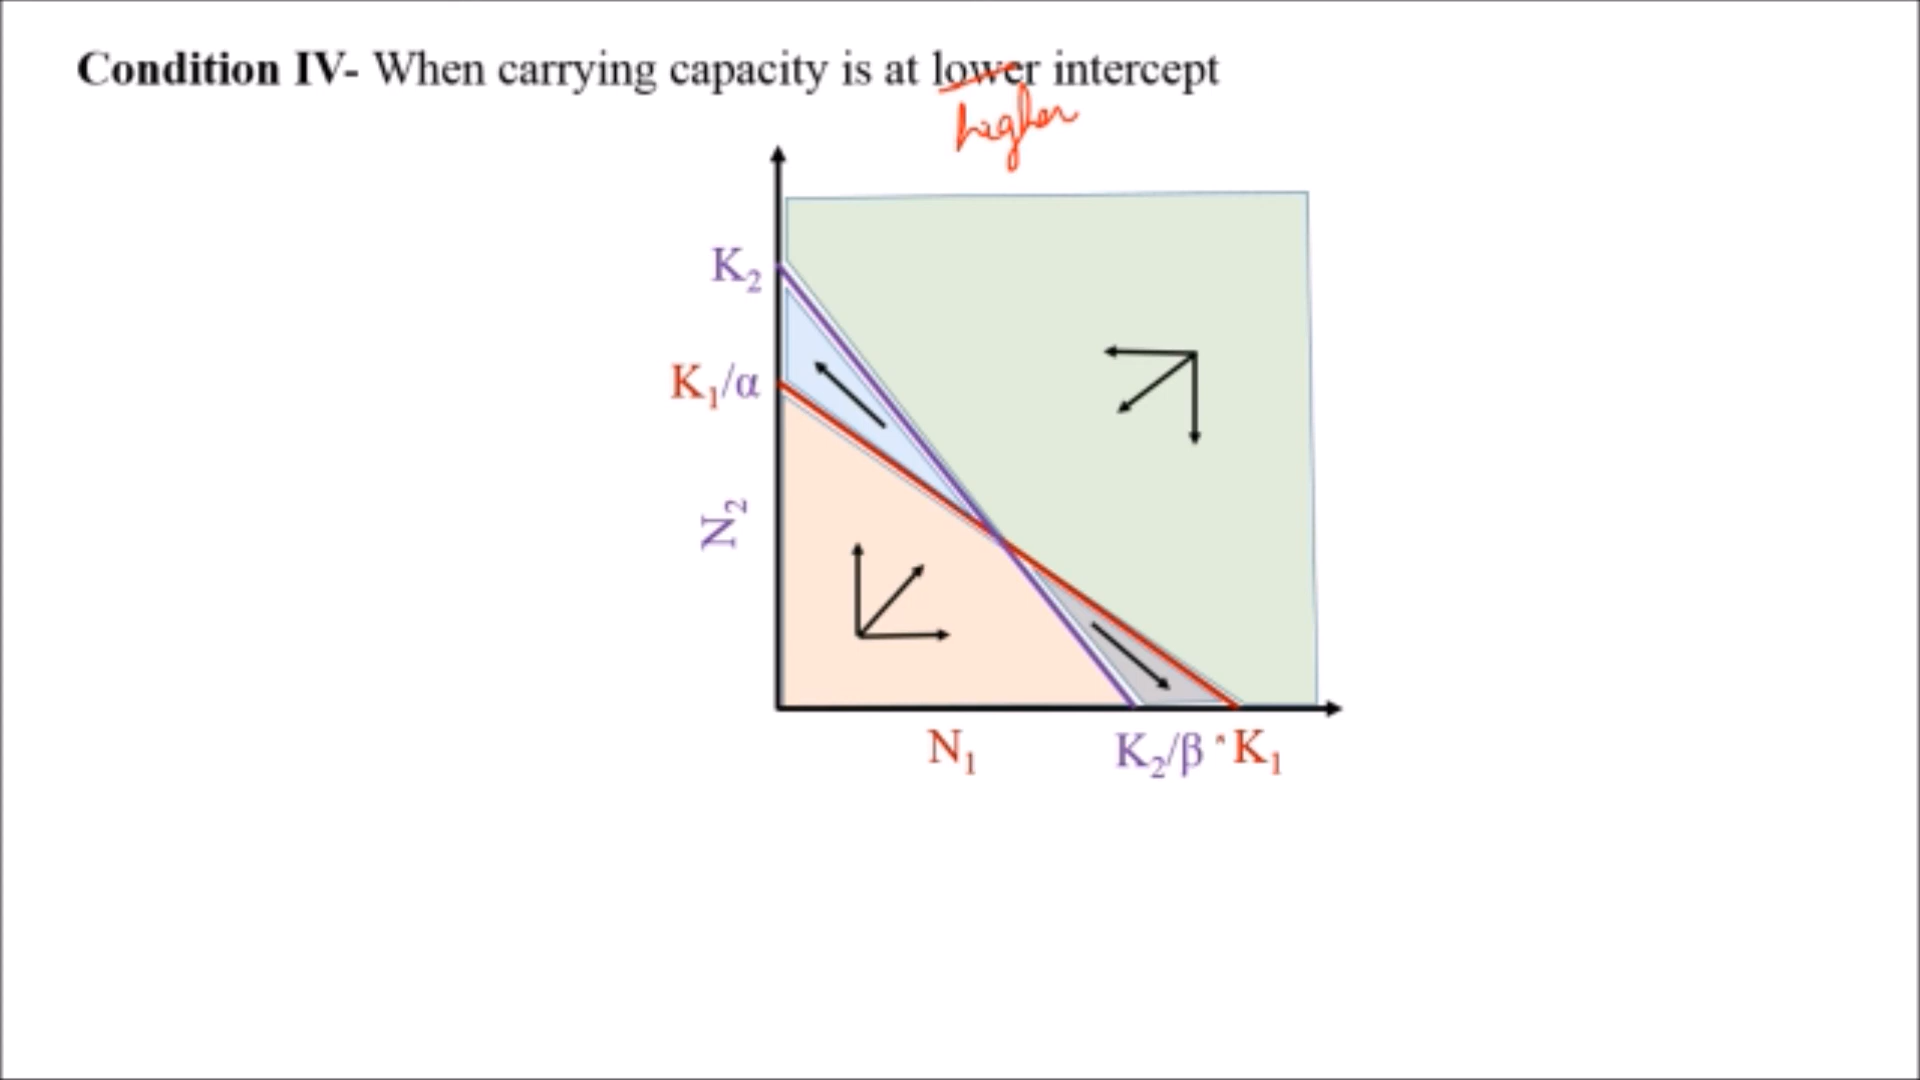 Condition IV- When carrying capacity is at lower intercept
higher
K₂
K₁/α
N₂
N₁
K₂/β K₁